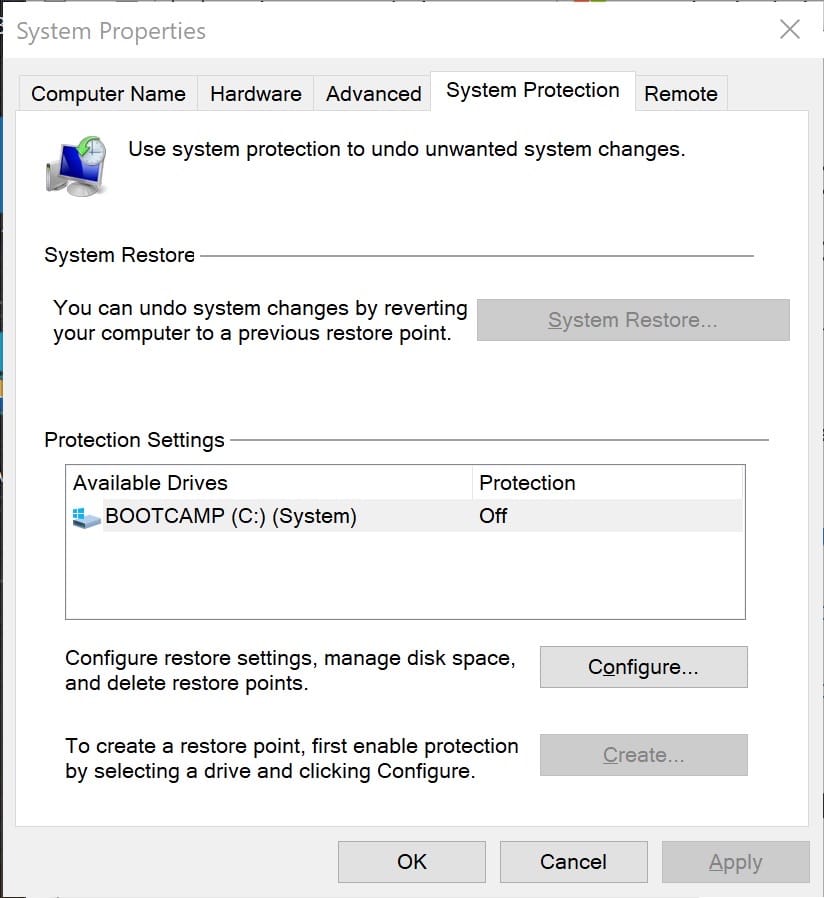 System Properties
Computer Name Hardware Advanced System Protection Remote
Use system protection to undo unwanted system changes.
System Restore
You can undo system changes by reverting
your computer to a previous restore point.
System Restore...
Protection Settings
Available Drives Protection
BOOTCAMP (C:) (System) Off
Configure restore settings, manage disk space,
and delete restore points.
Configure...
To create a restore point, first enable protection
by selecting a drive and clicking Configure.
Create...
OK Cancel Apply